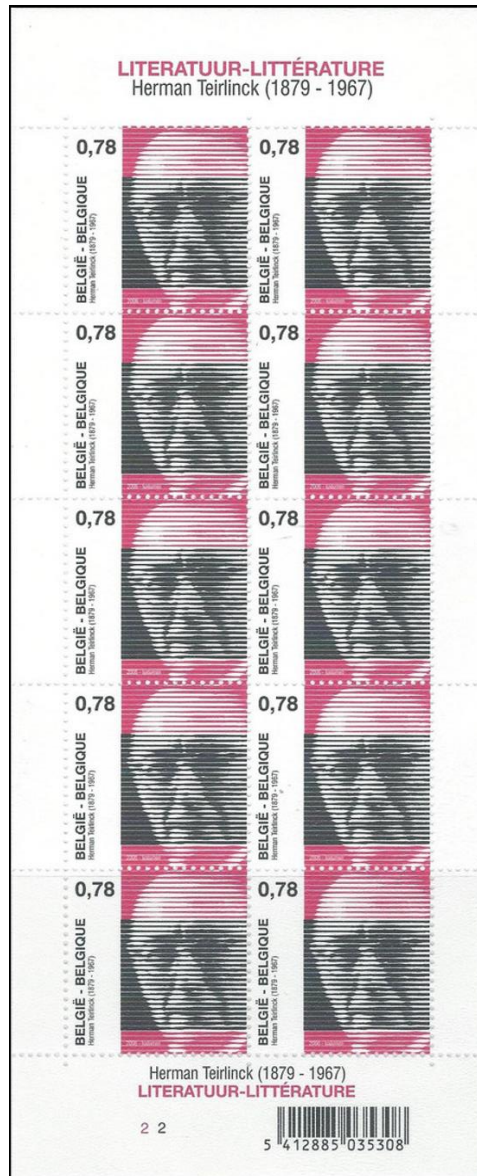 LITERATUUR-LITTÉRATURE
Herman Teirlinck (1879 - 1967)
0,78
BELGIË - BELGIQUE
Herman Teirlinck (1879 - 1967)
0,78
BELGIË - BELGIQUE
Herman Teirlinck (1879 - 1967)
0,78
BELGIË - BELGIQUE
Herman Teirlinck (1879 - 1967)
0,78
BELGIË - BELGIQUE
Herman Teirlinck (1879 - 1967)
0,78
BELGIË - BELGIQUE
Herman Teirlinck (1879 - 1967)
0,78
BELGIË - BELGIQUE
Herman Teirlinck (1879 - 1967)
0,78
BELGIË - BELGIQUE
Herman Teirlinck (1879 - 1967)
0,78
BELGIË - BELGIQUE
Herman Teirlinck (1879 - 1967)
0,78
BELGIË - BELGIQUE
Herman Teirlinck (1879 - 1967)
0,78
BELGIË - BELGIQUE
Herman Teirlinck (1879 - 1967)
Herman Teirlinck (1879 - 1967)
LITERATUUR-LITTÉRATURE
2 2
5 412885 035308